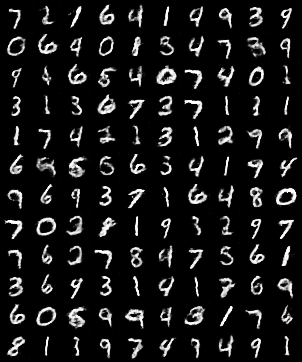 7 2 1 6 4 1 4 9 3 9
0 6 4 0 8 3 4 7 3 9
9 4 6 5 4 0 7 4 0 1
3 1 3 6 7 3 7 1 3 1
1 7 4 2 1 3 1 2 9 9
6 5 5 6 3 4 1 9 4
9 6 9 3 7 1 6 4 8 0
7 0 2 8 1 9 3 2 9 7
7 6 2 7 8 4 7 5 6 1
3 6 9 3 1 4 1 7 6 9
6 0 5 9 9 4 3 1 7 6
8 1 3 9 7 4 7 4 9 1